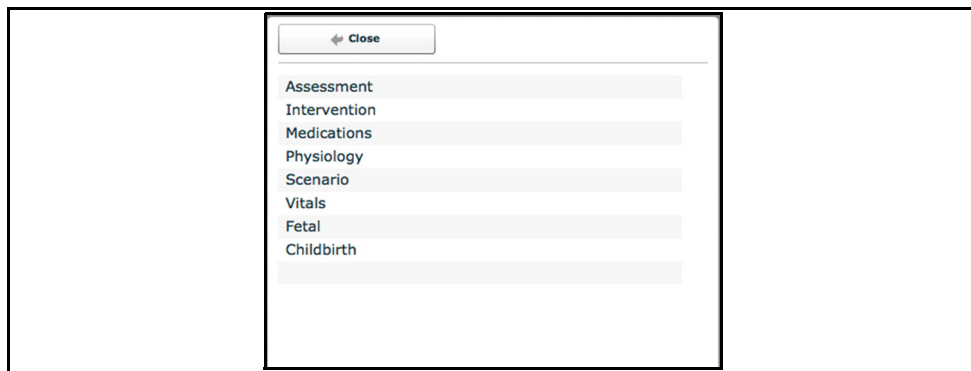 Close
Assessment
Intervention
Medications
Physiology
Scenario
Vitals
Fetal
Childbirth